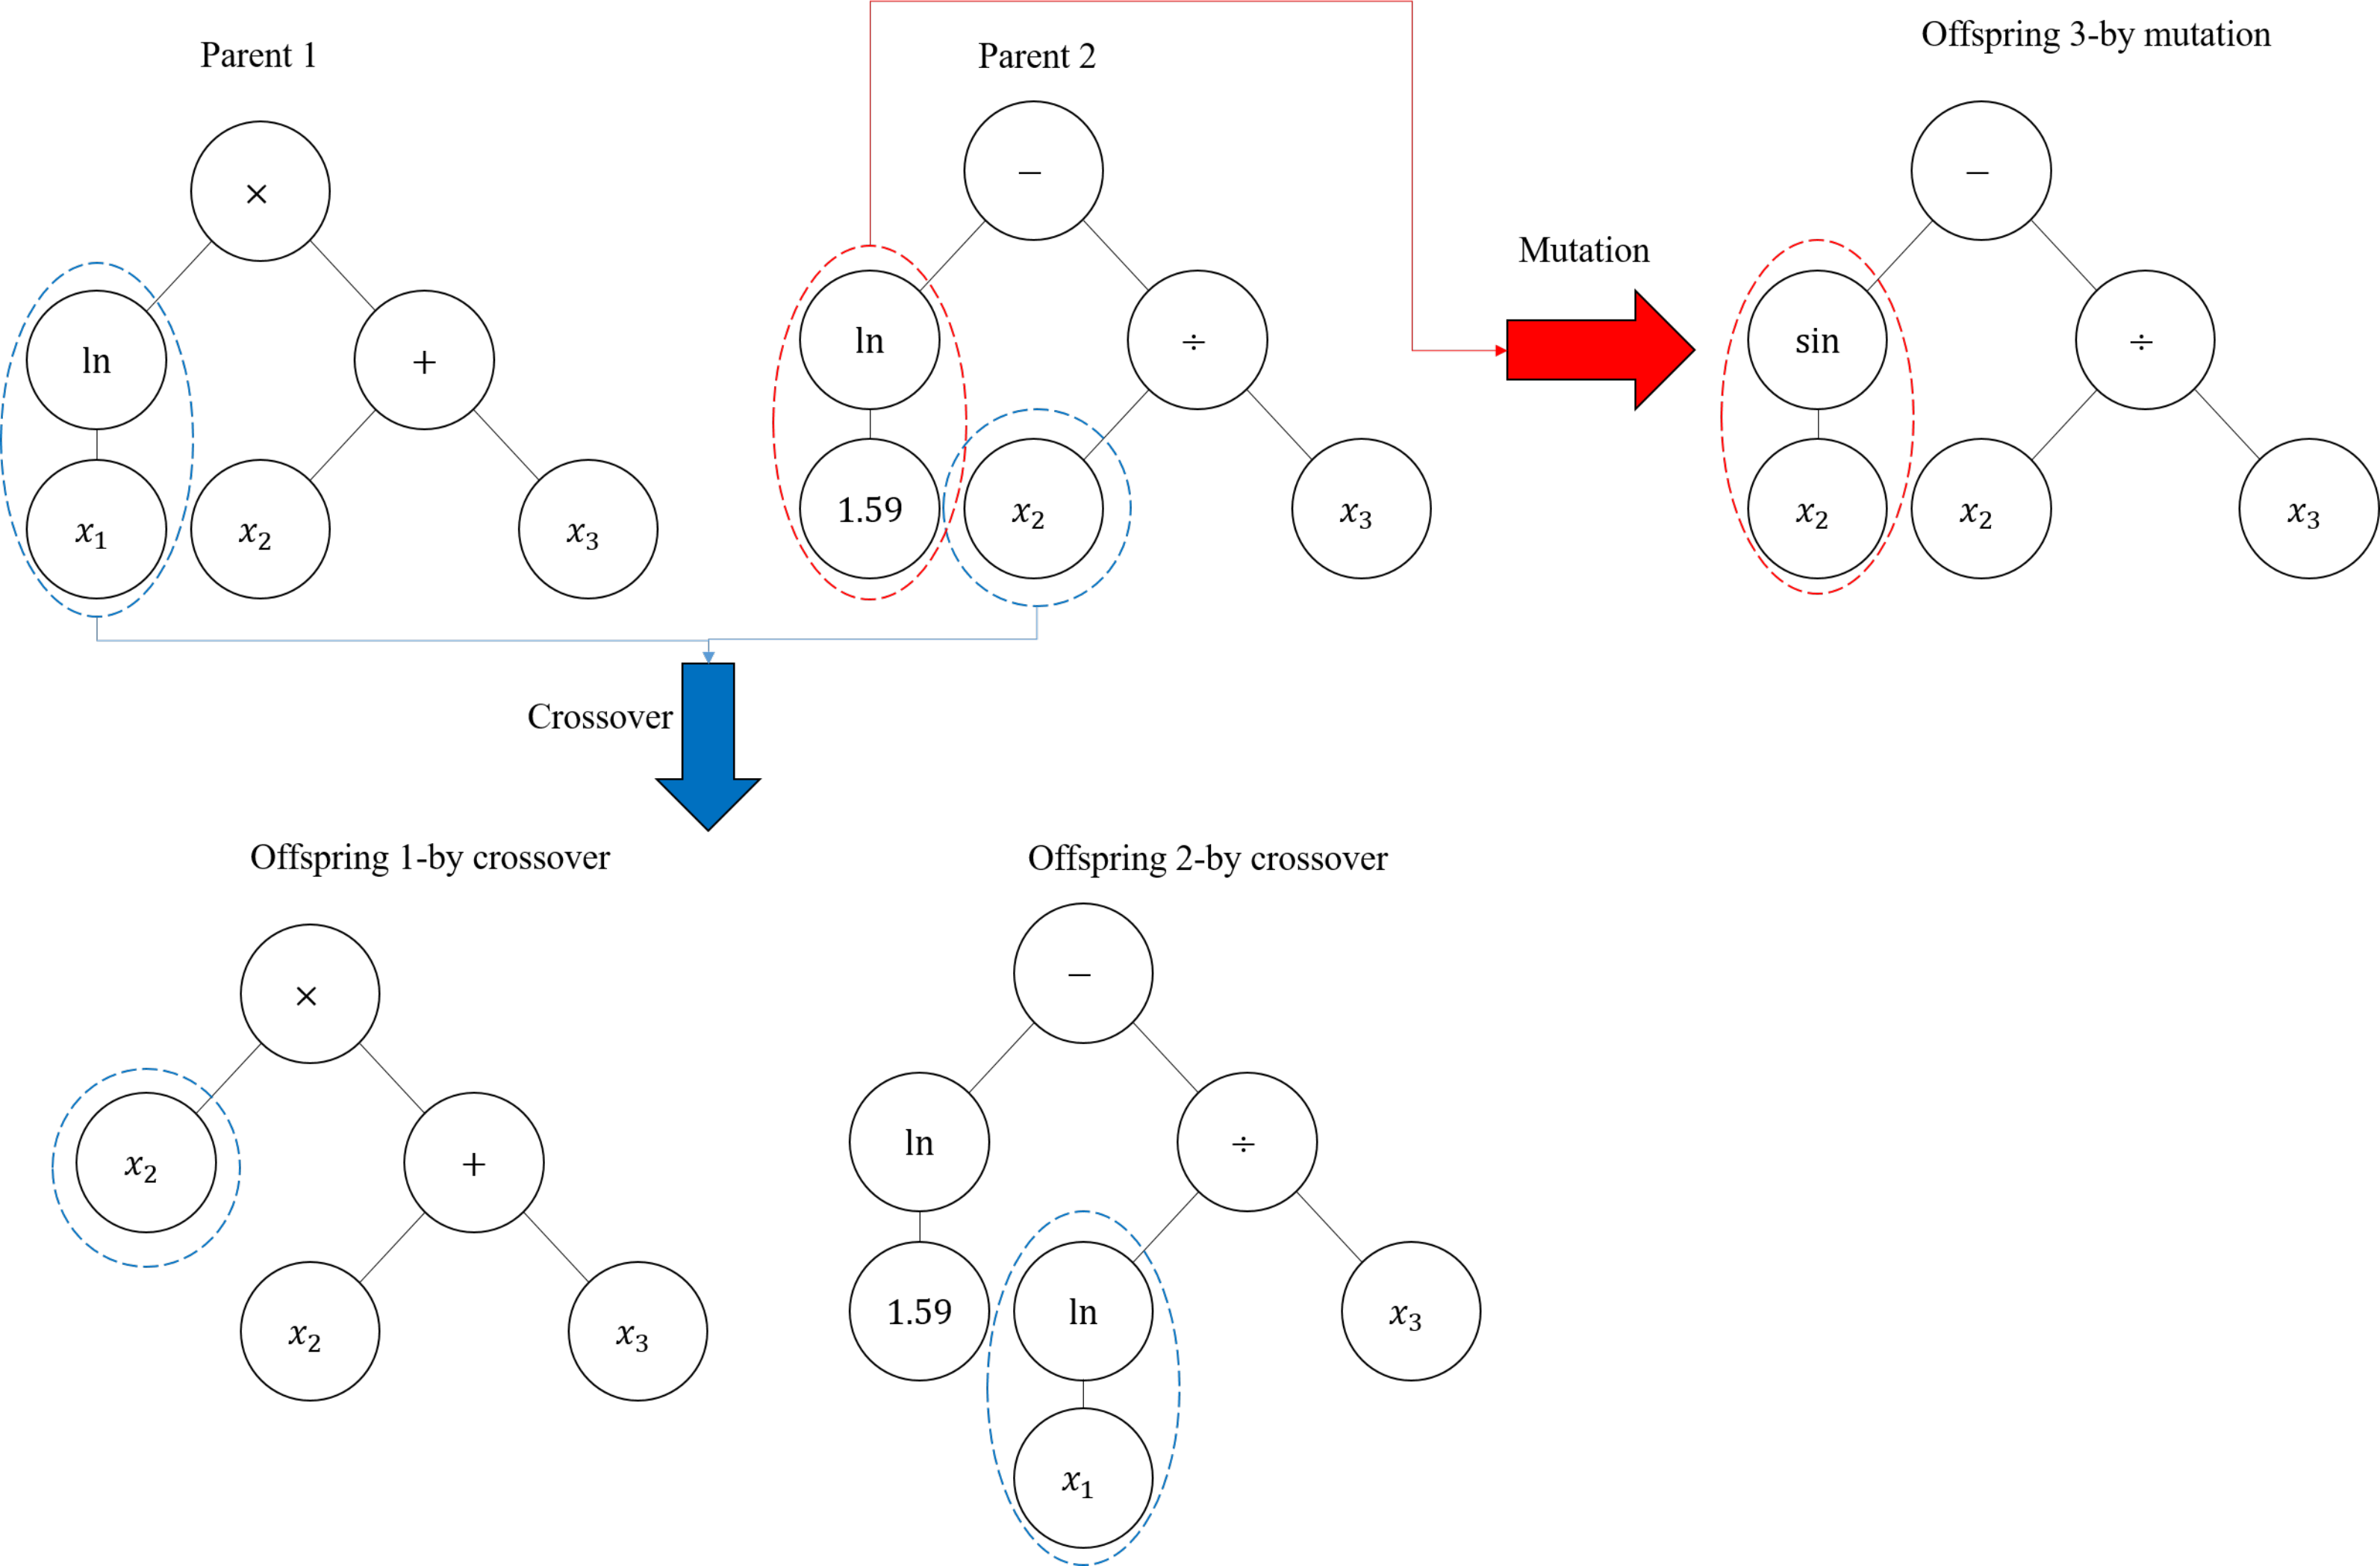 Parent 1
Parent 2
Offspring 3-by mutation
×
−
−
Mutation
ln
+
ln
÷
sin
÷
x₁
x₂
x₃
1.59
x₂
x₃
x₂
x₂
x₃
Crossover
Offspring 1-by crossover
Offspring 2-by crossover
×
−
x₂
+
ln
÷
x₂
x₃
1.59
ln
x₃
x₁